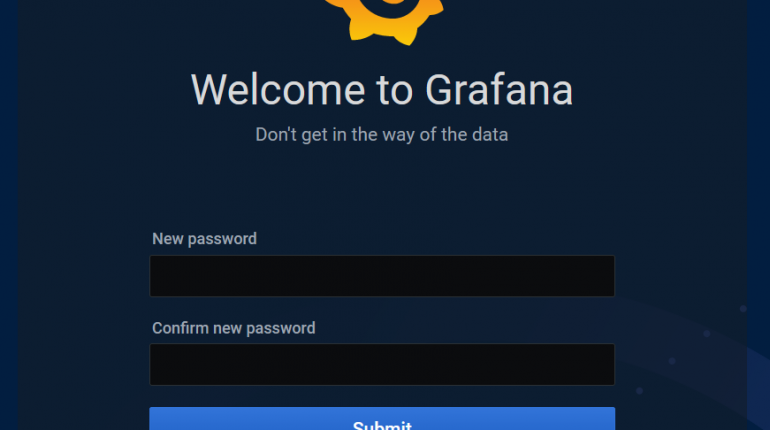 Welcome to Grafana
Don't get in the way of the data
New password
Confirm new password
Submit